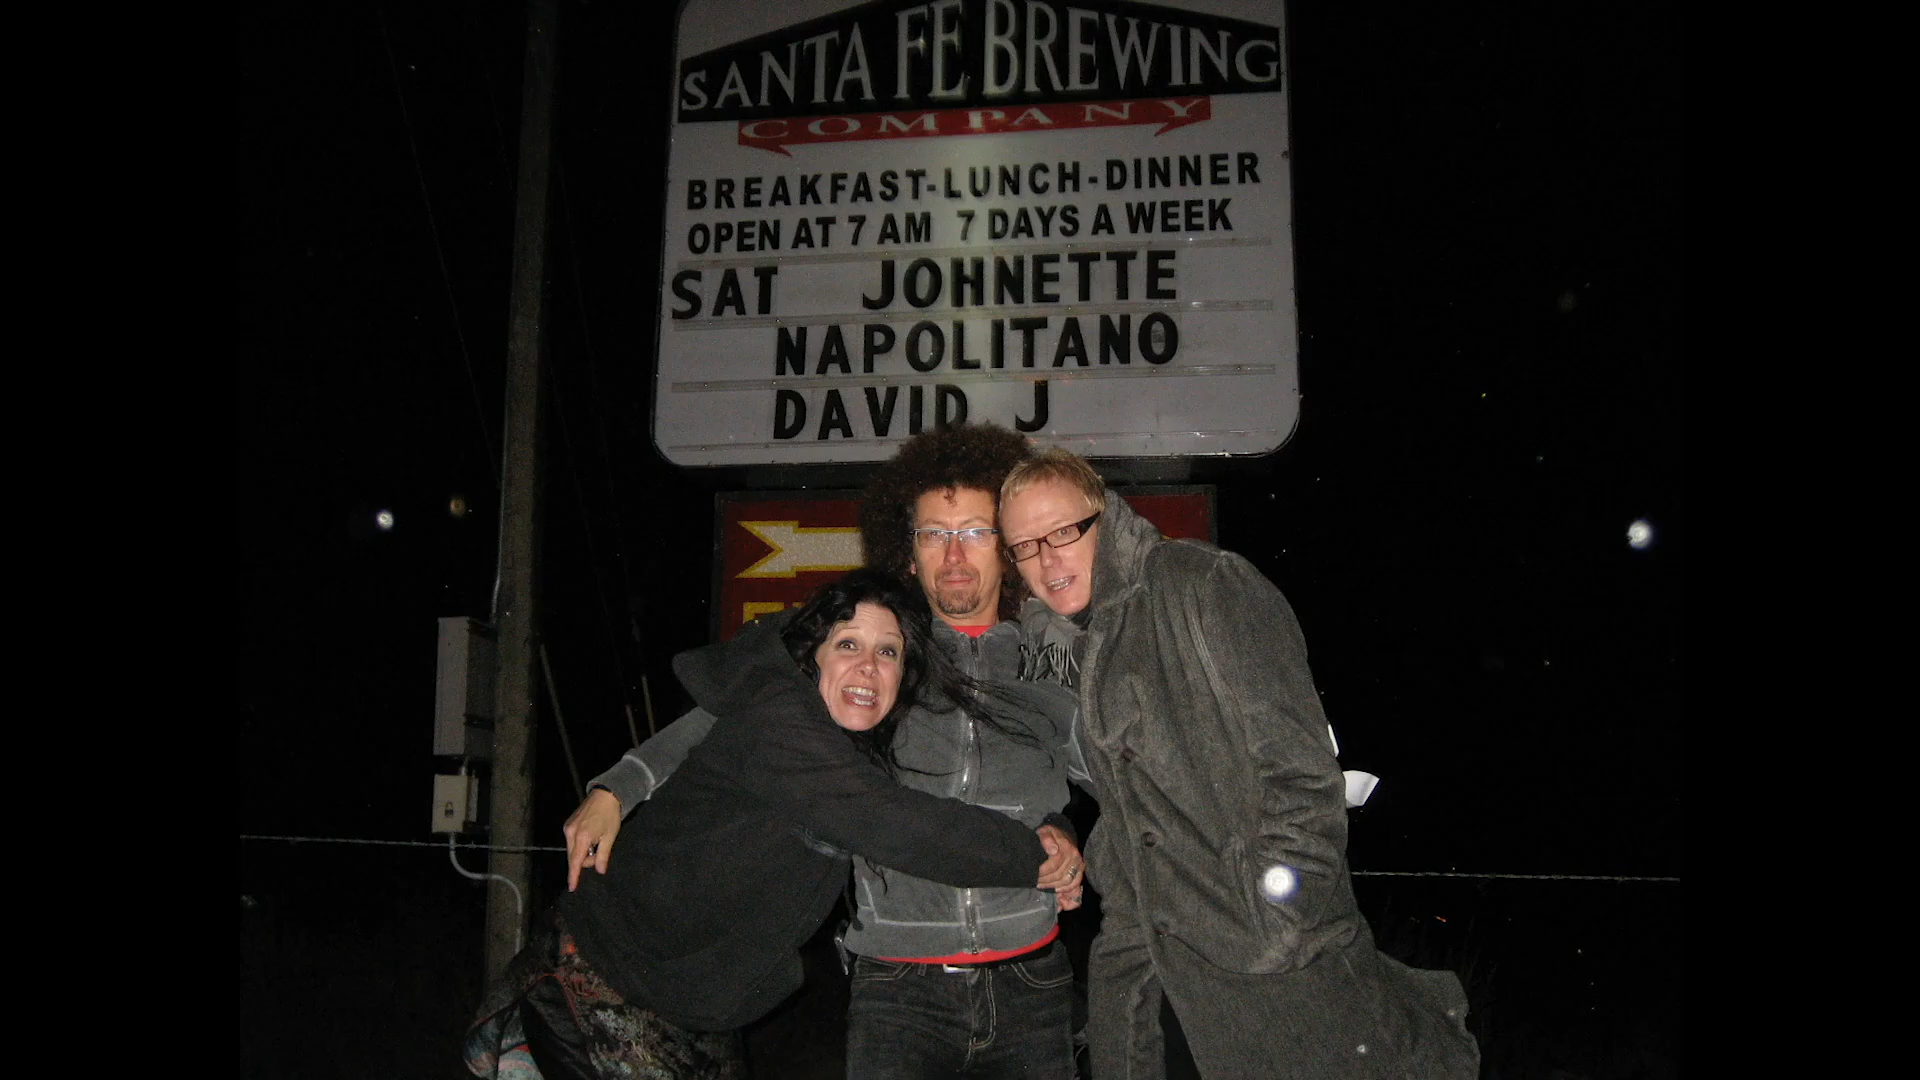 SANTA FE BREWING
COMPANY
BREAKFAST-LUNCH-DINNER
OPEN AT 7 AM 7 DAYS A WEEK
SAT JOHNETTE
NAPOLITANO
DAVID J